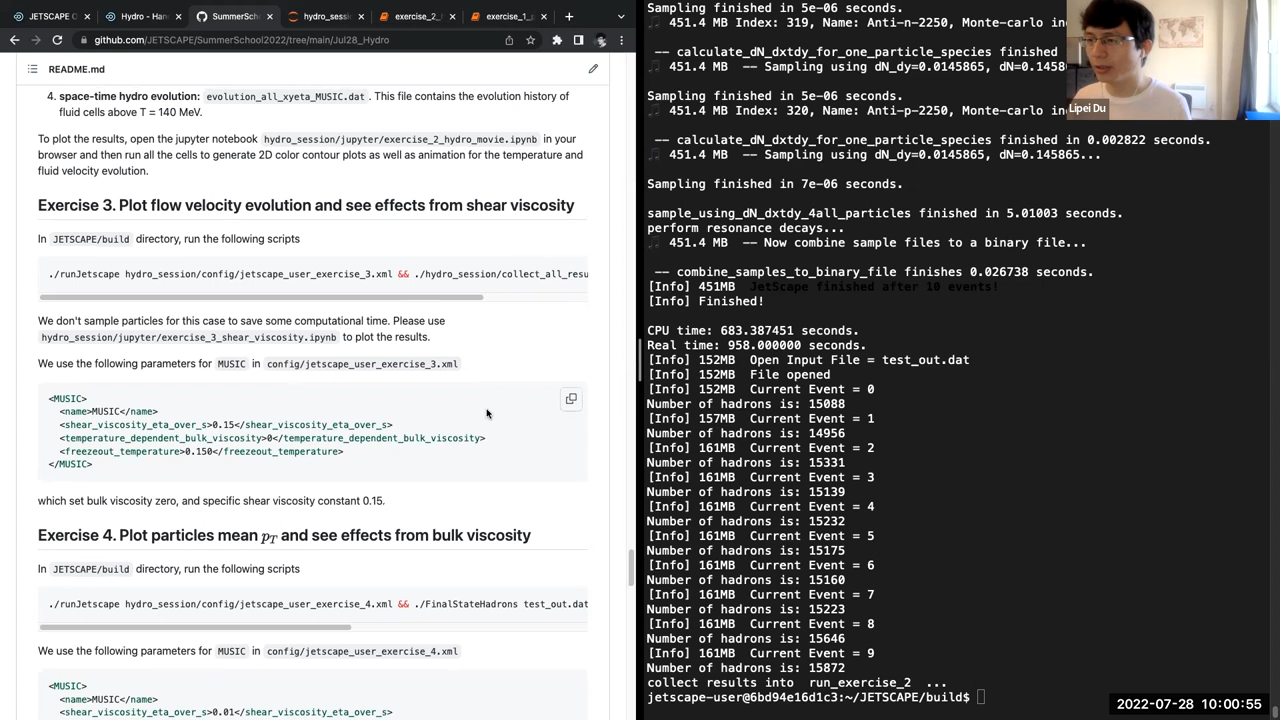 JETSCAPE O
Hydro - Han
SummerScho
hydro_sessi
exercise_2_h
exercise_1_p
github.com/JETSCAPE/SummerSchool2022/tree/main/Jul28_Hydro
README.md
4. space-time hydro evolution: evolution_all_xyeta_MUSIC.dat . This file contains the evolution history of
fluid cells above T = 140 MeV.
To plot the results, open the jupyter notebook hydro_session/jupyter/exercise_2_hydro_movie.ipynb in your
browser and then run all the cells to generate 2D color contour plots as well as animation for the temperature and
fluid velocity evolution.
Exercise 3. Plot flow velocity evolution and see effects from shear viscosity
In JETSCAPE/build directory, run the following scripts
./runJetscape hydro_session/config/jetscape_user_exercise_3.xml && ./hydro_session/collect_all_resu
We don't sample particles for this case to save some computational time. Please use
hydro_session/jupyter/exercise_3_shear_viscosity.ipynb to plot the results.
We use the following parameters for MUSIC in config/jetscape_user_exercise_3.xml
<MUSIC>
<name>MUSIC</name>
<shear_viscosity_eta_over_s>0.15</shear_viscosity_eta_over_s>
<temperature_dependent_bulk_viscosity>0</temperature_dependent_bulk_viscosity>
<freezeout_temperature>0.150</freezeout_temperature>
</MUSIC>
which set bulk viscosity zero, and specific shear viscosity constant 0.15.
Exercise 4. Plot particles mean pT and see effects from bulk viscosity
In JETSCAPE/build directory, run the following scripts
./runJetscape hydro_session/config/jetscape_user_exercise_4.xml && ./FinalStateHadrons test_out.dat
We use the following parameters for MUSIC in config/jetscape_user_exercise_4.xml
<MUSIC>
<name>MUSIC</name>
<shear_viscosity_eta_over_s>0.01</shear_viscosity_eta_over_s>
Sampling finished in 5e-06 seconds.
451.4 MB Index: 319, Name: Anti-n-2250, Monte-carlo in
-- calculate_dN_dxtdy_for_one_particle_species finished
451.4 MB -- Sampling using dN_dy=0.0145865, dN=0.14586
Sampling finished in 5e-06 seconds.
451.4 MB Index: 320, Name: Anti-p-2250, Monte-carlo in
-- calculate_dN_dxtdy_for_one_particle_species finished in 0.002822 seconds.
451.4 MB -- Sampling using dN_dy=0.0145865, dN=0.145865...
Sampling finished in 7e-06 seconds.
sample_using_dN_dxtdy_4all_particles finished in 5.01003 seconds.
perform resonance decays...
451.4 MB -- Now combine sample files to a binary file...
-- combine_samples_to_binary_file finishes 0.026738 seconds.
[Info] 451MB JetScape finished after 10 events!
[Info] Finished!
CPU time: 683.387451 seconds.
Real time: 958.000000 seconds.
[Info] 152MB Open Input File = test_out.dat
[Info] 152MB File opened
[Info] 152MB Current Event = 0
Number of hadrons is: 15088
[Info] 157MB Current Event = 1
Number of hadrons is: 14956
[Info] 161MB Current Event = 2
Number of hadrons is: 15331
[Info] 161MB Current Event = 3
Number of hadrons is: 15139
[Info] 161MB Current Event = 4
Number of hadrons is: 15232
[Info] 161MB Current Event = 5
Number of hadrons is: 15175
[Info] 161MB Current Event = 6
Number of hadrons is: 15160
[Info] 161MB Current Event = 7
Number of hadrons is: 15223
[Info] 161MB Current Event = 8
Number of hadrons is: 15646
[Info] 161MB Current Event = 9
Number of hadrons is: 15872
collect results into run_exercise_2 ...
jetscape-user@6bd94e16d1c3:~/JETSCAPE/build$
Lipei Du
2022-07-28 10:00:55